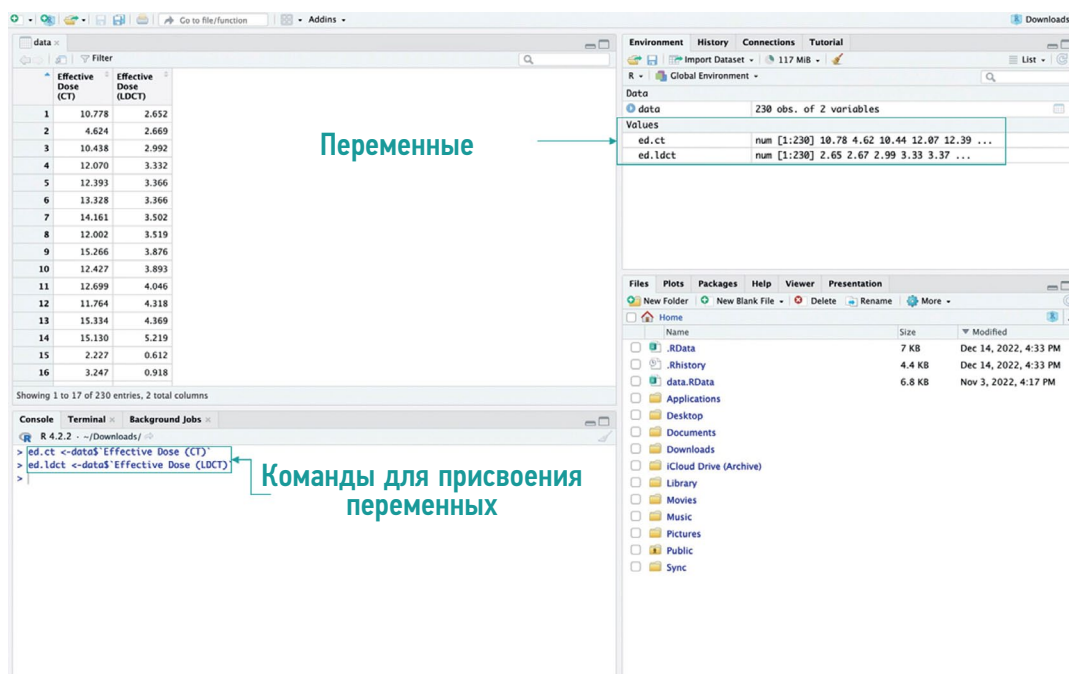 Go to file/function
Addins
Downloads
data
Filter
Effective Dose (CT)
Effective Dose (LDCT)
1 10.778 2.652
2 4.624 2.669
3 10.438 2.992
4 12.070 3.332
5 12.393 3.366
6 13.328 3.366
7 14.161 3.502
8 12.002 3.519
9 15.266 3.876
10 12.427 3.893
11 12.699 4.046
12 11.764 4.318
13 15.334 4.369
14 15.130 5.219
15 2.227 0.612
16 3.247 0.918
Showing 1 to 17 of 230 entries, 2 total columns
Переменные
Console Terminal Background Jobs
R 4.2.2 · ~/Downloads/
> ed.ct <-data$`Effective Dose (CT)`
> ed.ldct <-data$`Effective Dose (LDCT)`
>
Команды для присвоения
переменных
Environment History Connections Tutorial
Import Dataset 117 MiB List
R Global Environment
Data
data 230 obs. of 2 variables
Values
ed.ct num [1:230] 10.78 4.62 10.44 12.07 12.39 ...
ed.ldct num [1:230] 2.65 2.67 2.99 3.33 3.37 ...
Files Plots Packages Help Viewer Presentation
New Folder New Blank File Delete Rename More
Home
Name Size Modified
.RData 7 KB Dec 14, 2022, 4:33 PM
.Rhistory 4.4 KB Dec 14, 2022, 4:33 PM
data.RData 6.8 KB Nov 3, 2022, 4:17 PM
Applications
Desktop
Documents
Downloads
iCloud Drive (Archive)
Library
Movies
Music
Pictures
Public
Sync